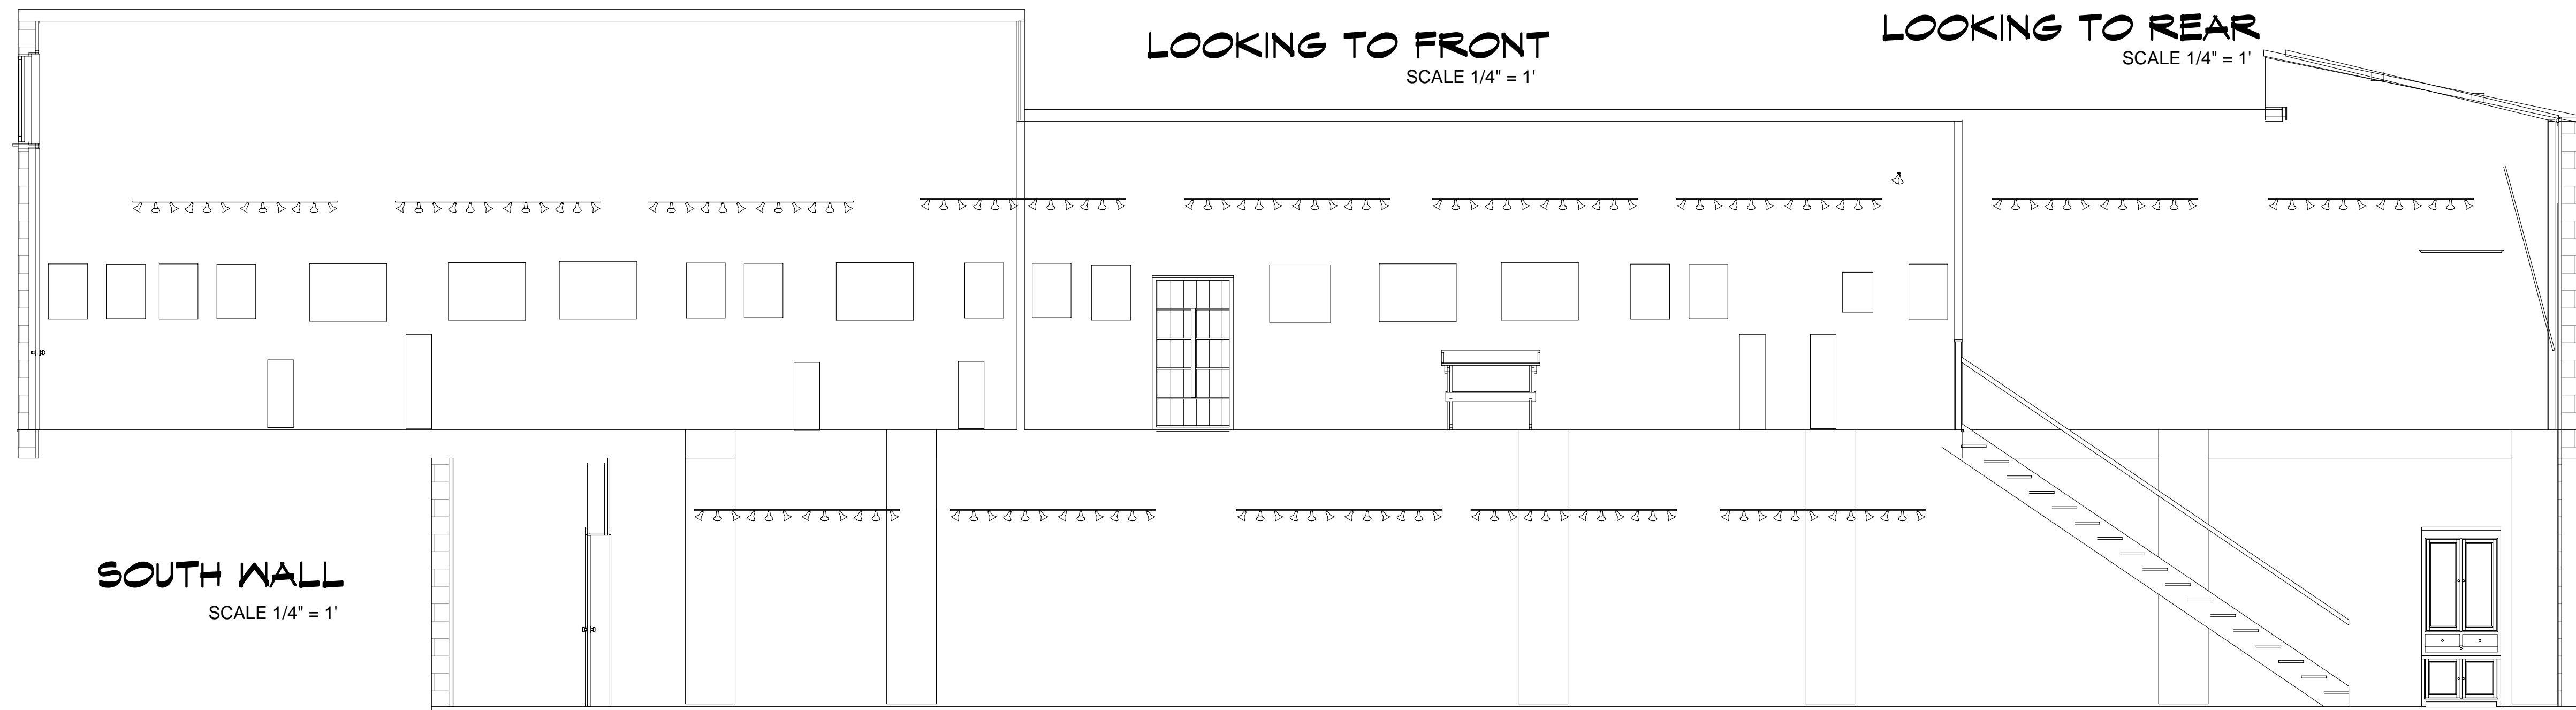 LOOKING TO FRONT
SCALE 1/4" = 1'
LOOKING TO REAR
SCALE 1/4" = 1'
SOUTH WALL
SCALE 1/4" = 1'